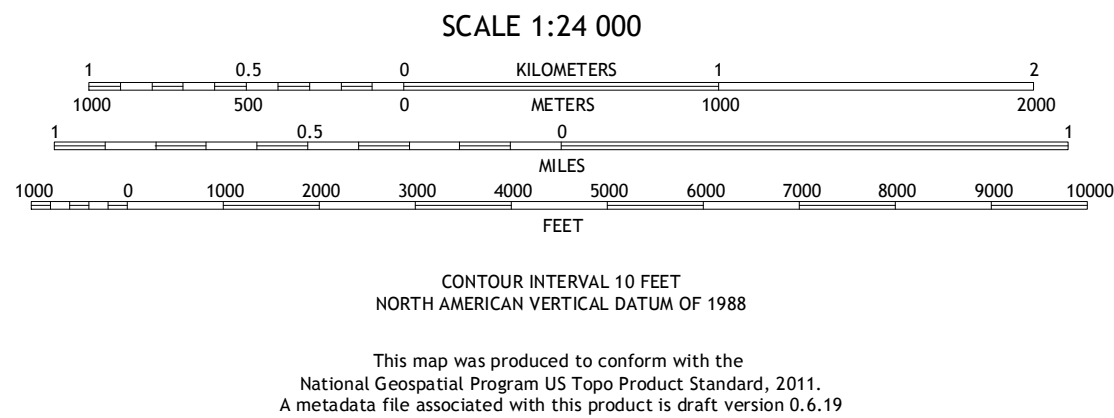 SCALE 1:24 000
1 0.5 0 KILOMETERS 1 2
1000 500 0 METERS 1000 2000
1 0.5 0 1
MILES
1000 0 1000 2000 3000 4000 5000 6000 7000 8000 9000 10000
FEET
CONTOUR INTERVAL 10 FEET
NORTH AMERICAN VERTICAL DATUM OF 1988
This map was produced to conform with the
National Geospatial Program US Topo Product Standard, 2011.
A metadata file associated with this product is draft version 0.6.19